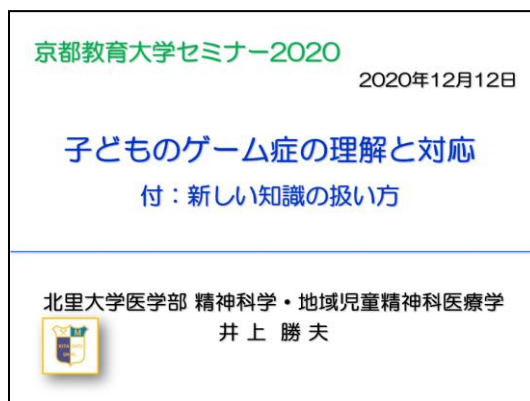 京都教育大学セミナー2020
2020年12月12日
子どものゲーム症の理解と対応
付：新しい知識の扱い方
北里大学医学部 精神科学・地域児童精神科医療学
井上 勝夫